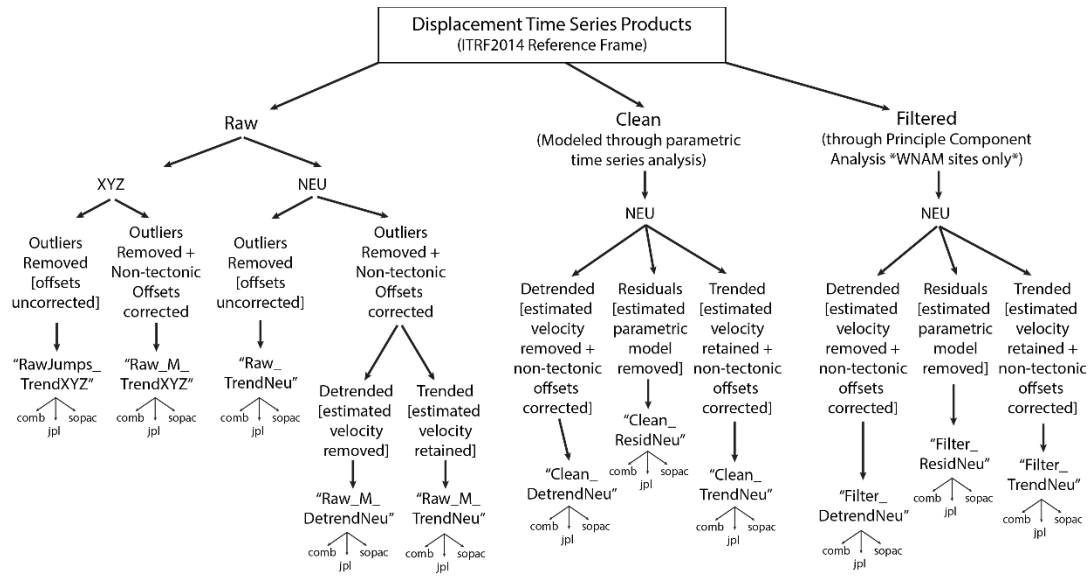 Displacement Time Series Products
(ITRF2014 Reference Frame)
Raw
XYZ
Outliers
Removed
[offsets
uncorrected]
"RawJumps_
TrendXYZ"
comb
jpl
sopac
Outliers
Removed +
Non-tectonic
Offsets
corrected
"Raw_M_
TrendXYZ"
comb
jpl
sopac
NEU
Outliers
Removed
[offsets
uncorrected]
"Raw_
TrendNeu"
comb
jpl
sopac
Outliers
Removed +
Non-tectonic
Offsets
corrected
Detrended
[estimated
velocity
removed]
"Raw_M_
DetrendNeu"
comb
jpl
sopac
Trended
[estimated
velocity
retained]
"Raw_M_
TrendNeu"
comb
jpl
sopac
Clean
(Modeled through parametric
time series analysis)
NEU
Detrended
[estimated
velocity
removed +
non-tectonic
offsets
corrected]
"Clean_
DetrendNeu"
comb
jpl
sopac
Residuals
[estimated
parametric
model
removed]
"Clean_
ResidNeu"
comb
jpl
sopac
Trended
[estimated
velocity
retained +
non-tectonic
offsets
corrected]
"Clean_
TrendNeu"
comb
jpl
sopac
Filtered
(through Principle Component
Analysis *WNAM sites only*)
NEU
Detrended
[estimated
velocity
removed +
non-tectonic
offsets
corrected]
"Filter_
DetrendNeu"
comb
jpl
sopac
Residuals
[estimated
parametric
model
removed]
"Filter_
ResidNeu"
comb
jpl
sopac
Trended
[estimated
velocity
retained +
non-tectonic
offsets
corrected]
"Filter_
TrendNeu"
comb
jpl
sopac